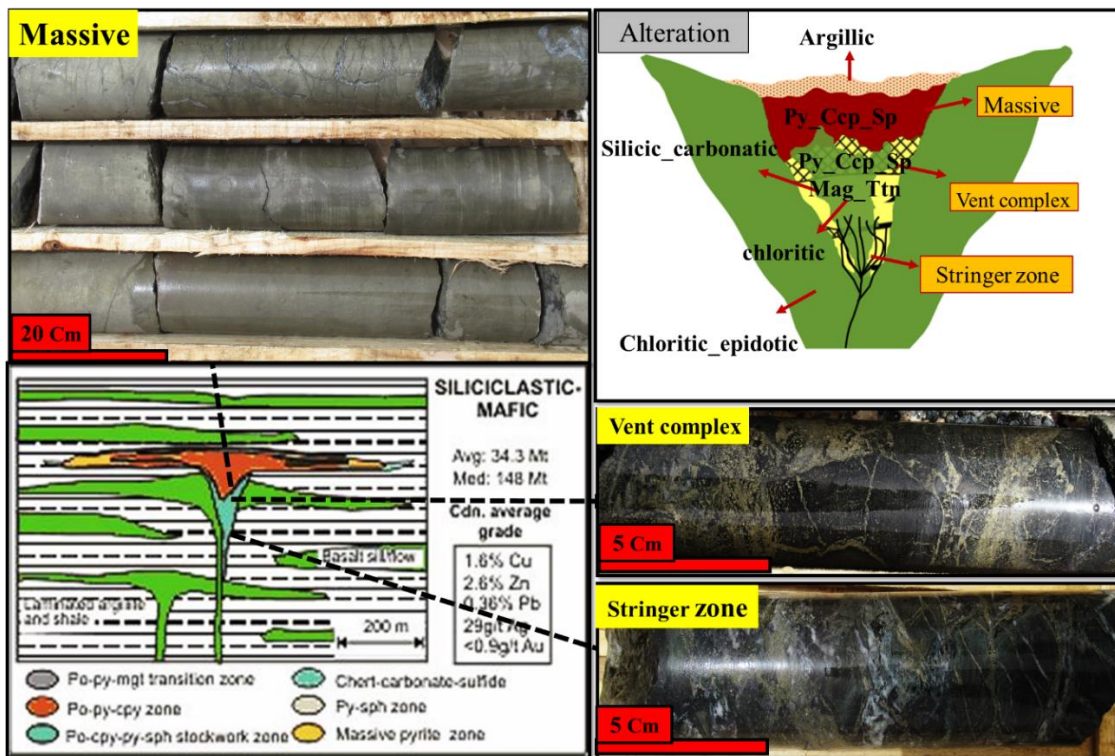 Massive
20 Cm
Alteration
Argillic
Massive
Py_Ccp_Sp
Silicic_carbonatic
Py_Ccp_Sp
Mag_Ttn
Vent complex
chloritic
Stringer zone
Chloritic_epidotic
SILICICLASTIC-
MAFIC
Avg: 34.3 Mt
Med: 148 Mt
Cdn. average
grade
1.6% Cu
2.6% Zn
0.36% Pb
29g/t Ag
<0.9g/t Au
Basalt sill/flow
Laminated argillite
and shale
200 m
Po-py-mgt transition zone
Po-py-cpy zone
Po-cpy-py-sph stockwork zone
Chert-carbonate-sulfide
Py-sph zone
Massive pyrite zone
Vent complex
5 Cm
Stringer zone
5 Cm